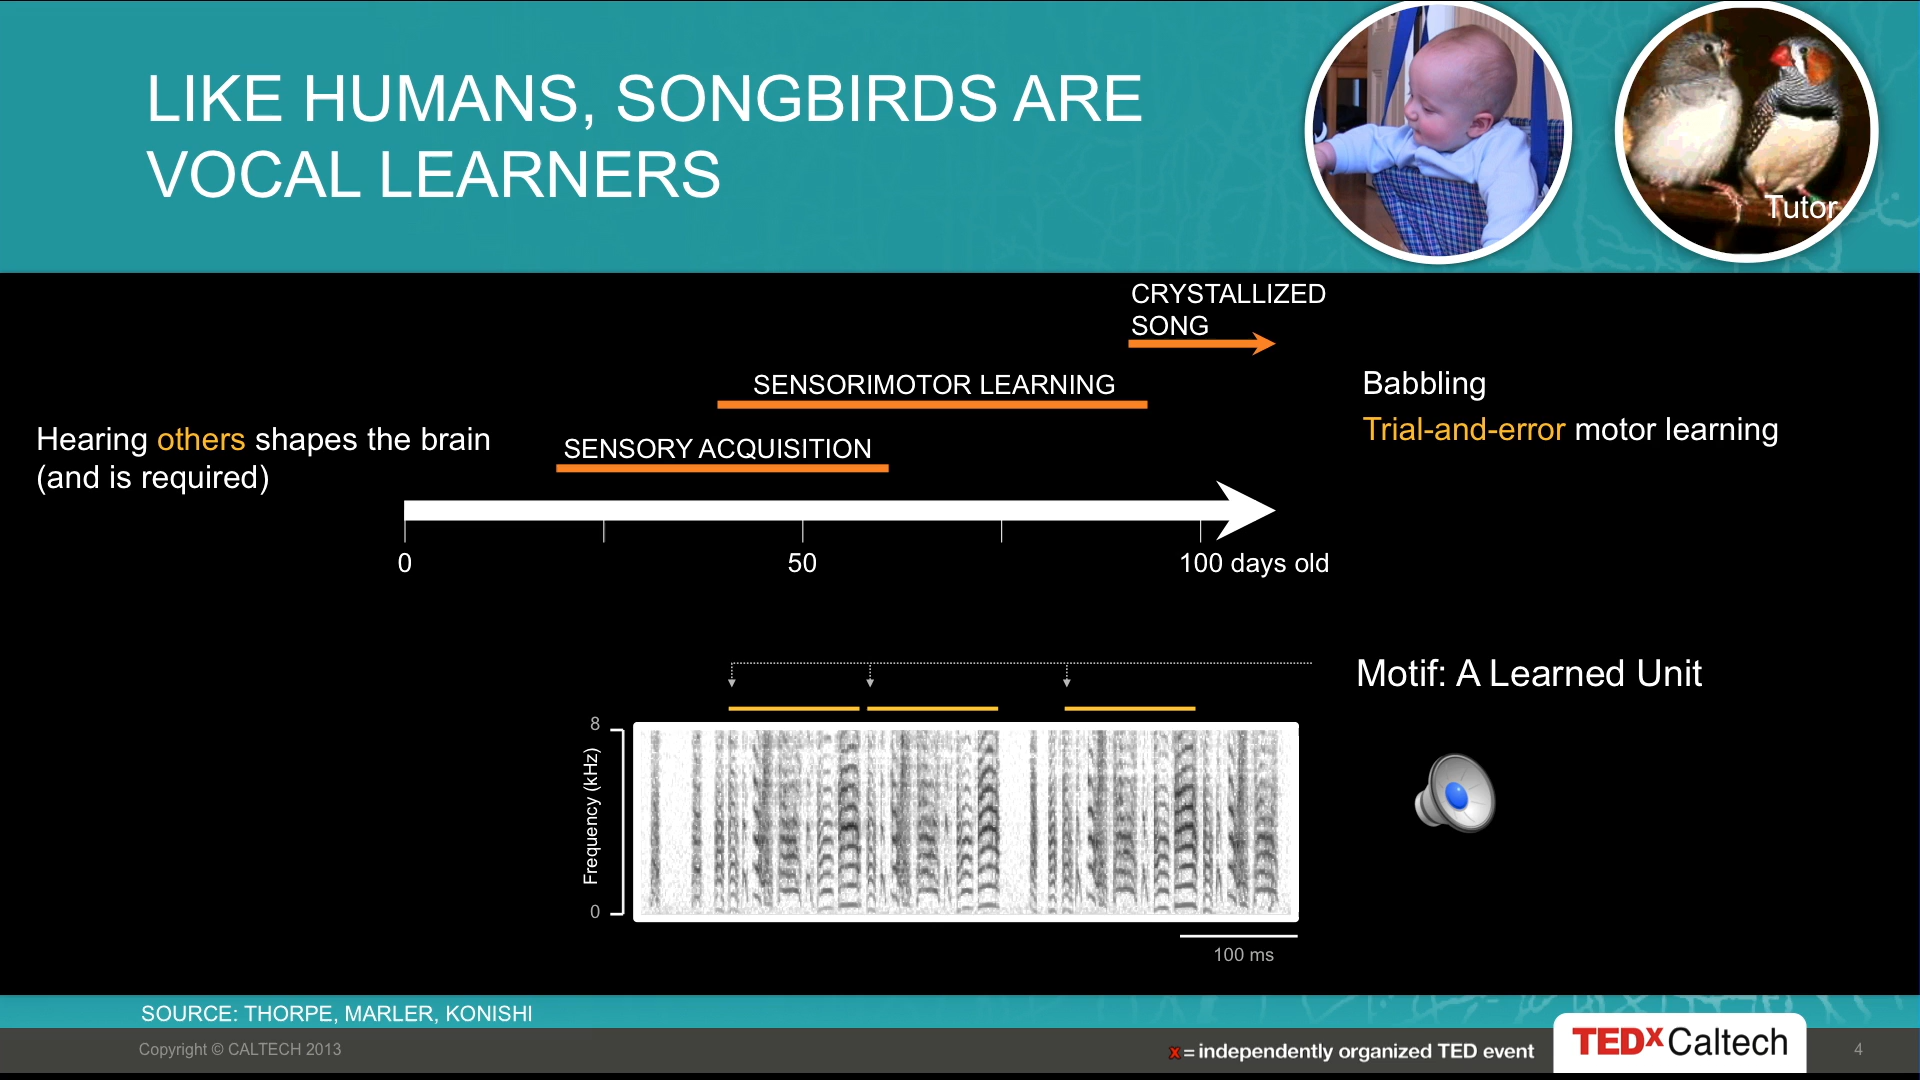 LIKE HUMANS, SONGBIRDS ARE
VOCAL LEARNERS
Tutor
CRYSTALLIZED
SONG
SENSORIMOTOR LEARNING
SENSORY ACQUISITION
Hearing others shapes the brain
(and is required)
Babbling
Trial-and-error motor learning
0
50
100 days old
Motif: A Learned Unit
8
Frequency (kHz)
0
100 ms
SOURCE: THORPE, MARLER, KONISHI
Copyright © CALTECH 2013
x = independently organized TED event
TEDxCaltech
4